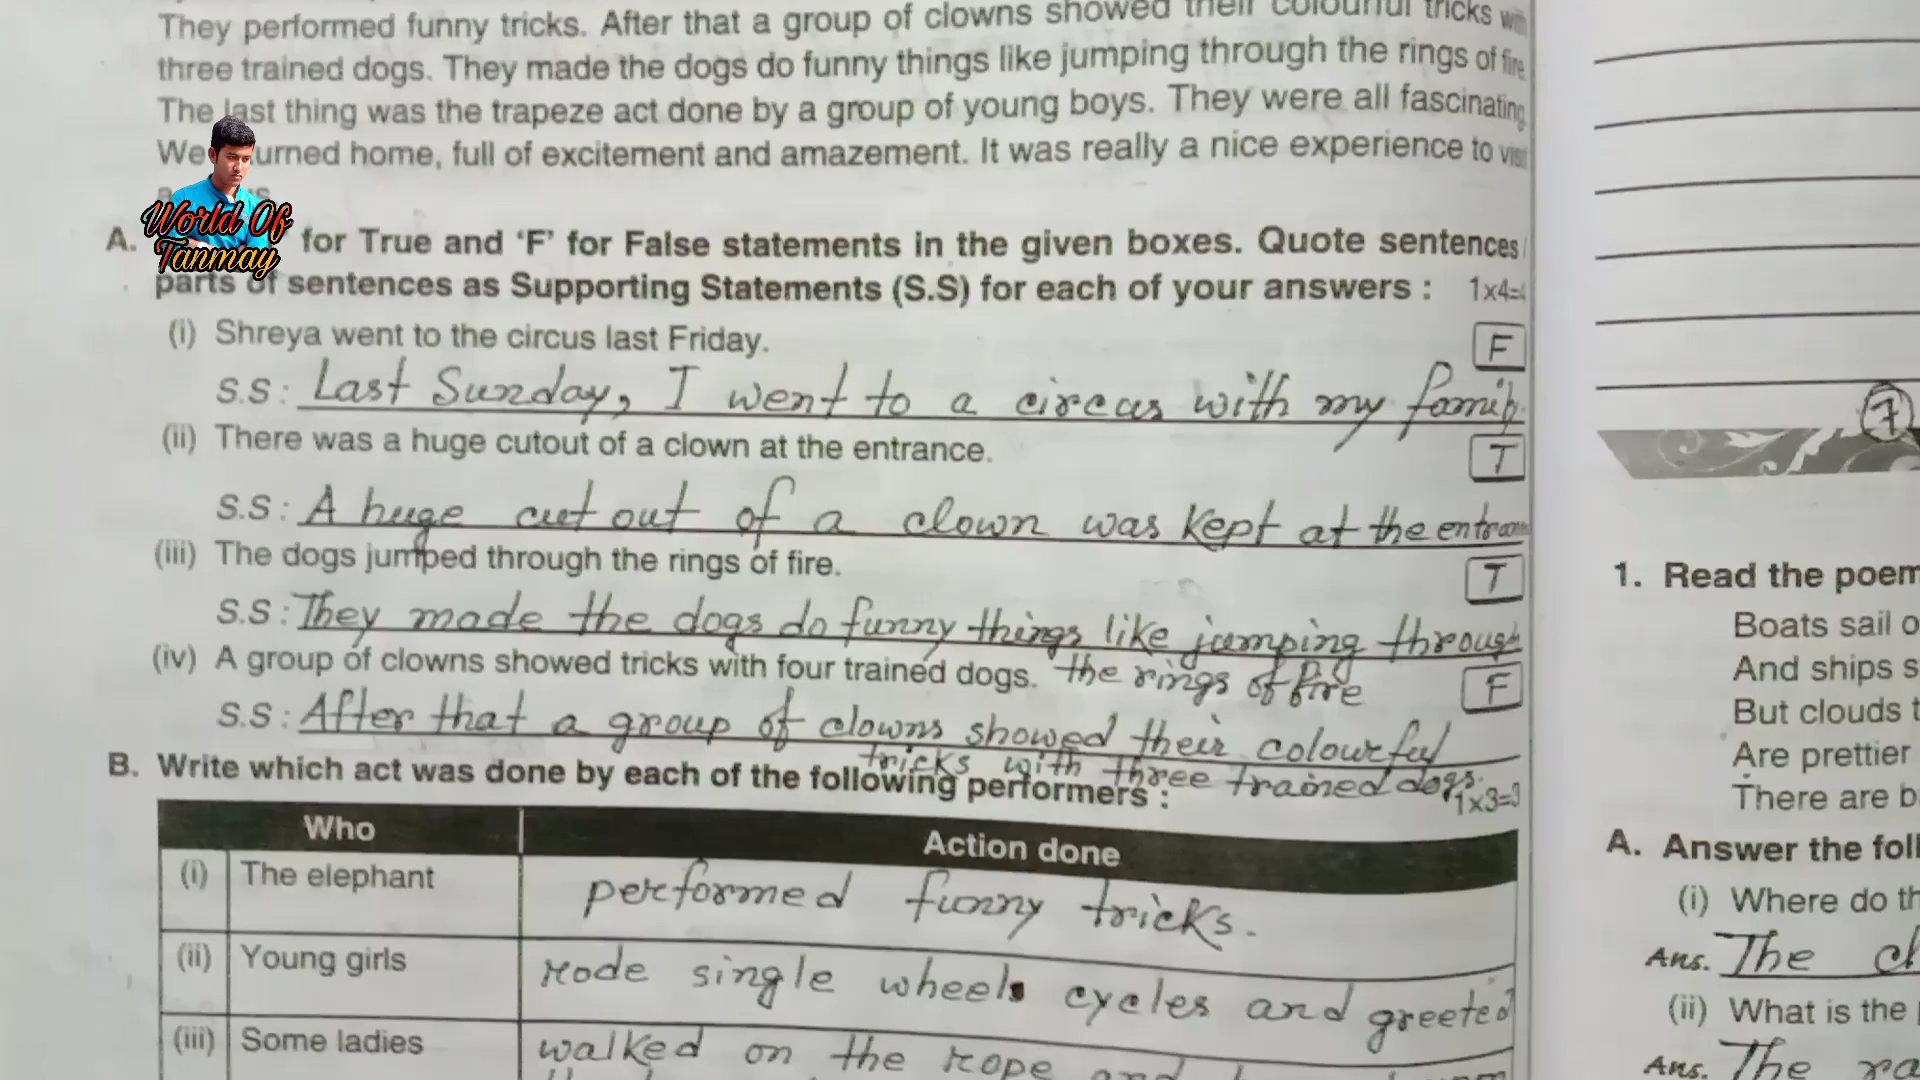 They performed funny tricks. After that a group of clowns showed their colourful tricks with
three trained dogs. They made the dogs do funny things like jumping through the rings of fire
The last thing was the trapeze act done by a group of young boys. They were all fascinating
We urned home, full of excitement and amazement. It was really a nice experience to visit
World Of
Tanmay
A. for True and 'F' for False statements in the given boxes. Quote sentences/
parts of sentences as Supporting Statements (S.S) for each of your answers : 1x4=4
(i) Shreya went to the circus last Friday. F
S.S : Last Sunday, I went to a circus with my family.
(ii) There was a huge cutout of a clown at the entrance. T
S.S : A huge cut out of a clown was kept at the entrance
(iii) The dogs jumped through the rings of fire. T
S.S : They made the dogs do funny things like jumping through
the rings of fire
(iv) A group of clowns showed tricks with four trained dogs. F
S.S : After that a group of clowns showed their colourful
tricks with three trained dogs.
B. Write which act was done by each of the following performers : 1x3=3
Who Action done
(i) The elephant performed funny tricks.
(ii) Young girls rode single wheel cycles and greeted
(iii) Some ladies walked on the rope and
7
1. Read the poem
Boats sail o
And ships s
But clouds t
Are prettier
There are b
A. Answer the foll
(i) Where do th
Ans. The cl
(ii) What is the
Ans. The ra